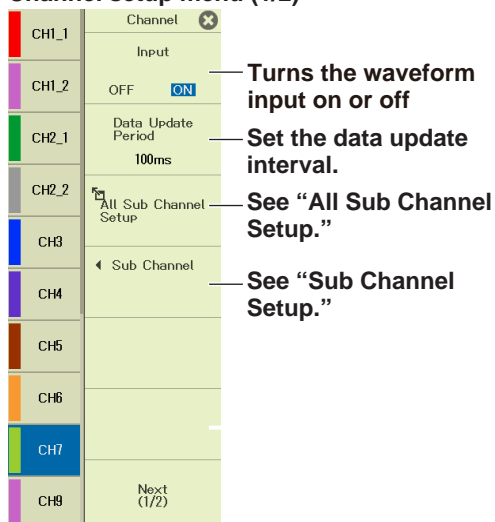 Channel setup menu (1/2)
CH1_1
CH1_2
CH2_1
CH2_2
CH3
CH4
CH5
CH6
CH7
CH9
Channel
Input
OFF ON
Data Update
Period
100ms
All Sub Channel
Setup
Sub Channel
Next
(1/2)
Turns the waveform
input on or off
Set the data update
interval.
See “All Sub Channel
Setup.”
See “Sub Channel
Setup.”